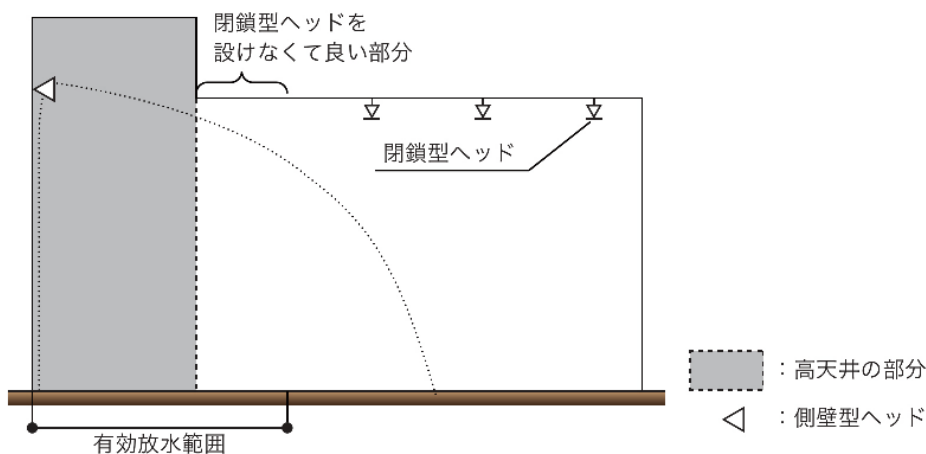 閉鎖型ヘッドを
設けなくて良い部分
閉鎖型ヘッド
：高天井の部分
：側壁型ヘッド
有効放水範囲